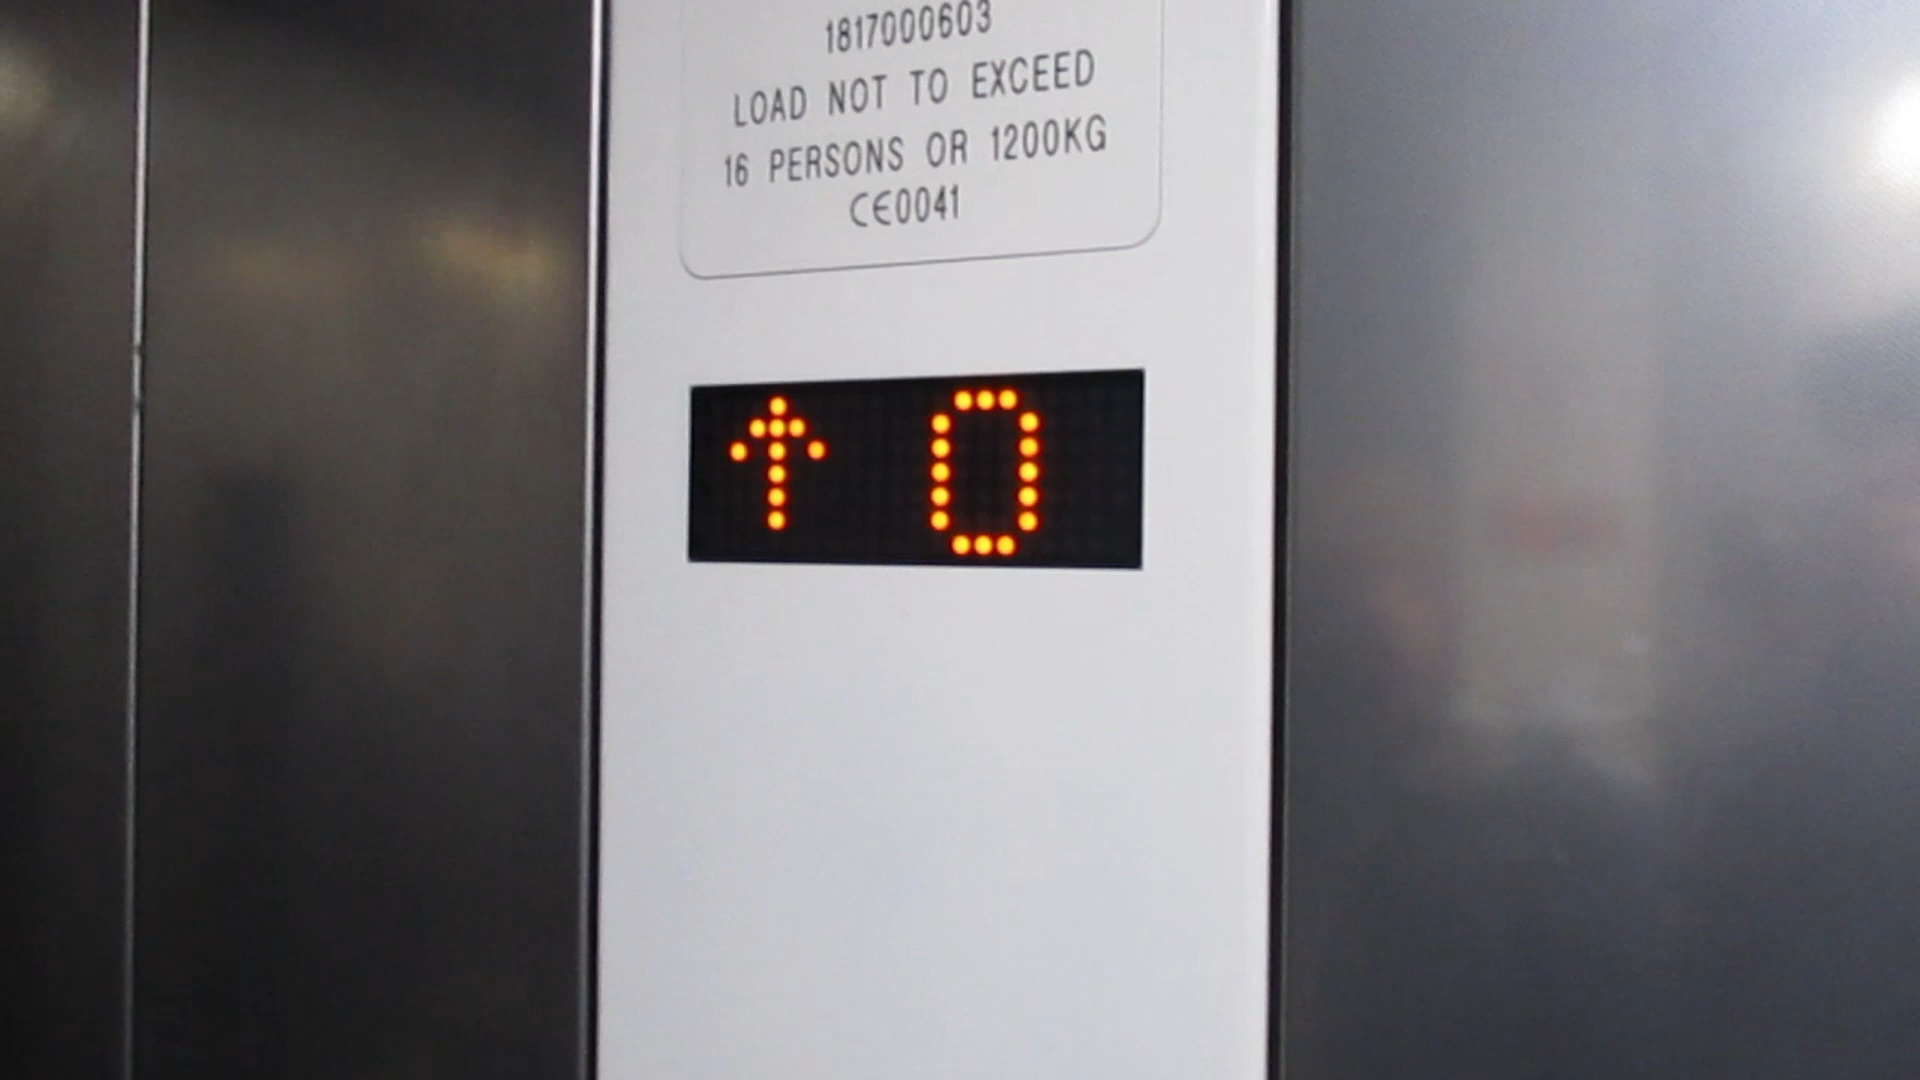 1817000603
LOAD NOT TO EXCEED
16 PERSONS OR 1200KG
CE0041
↑ 0